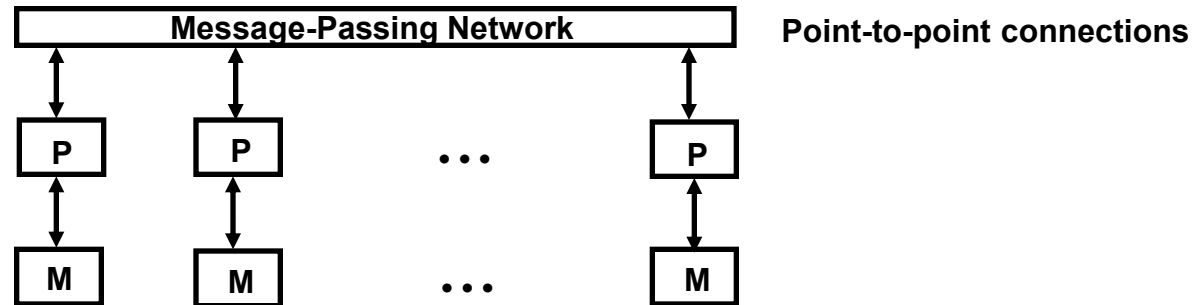 Message-Passing Network Point-to-point connections
P P ... P
M M ... M